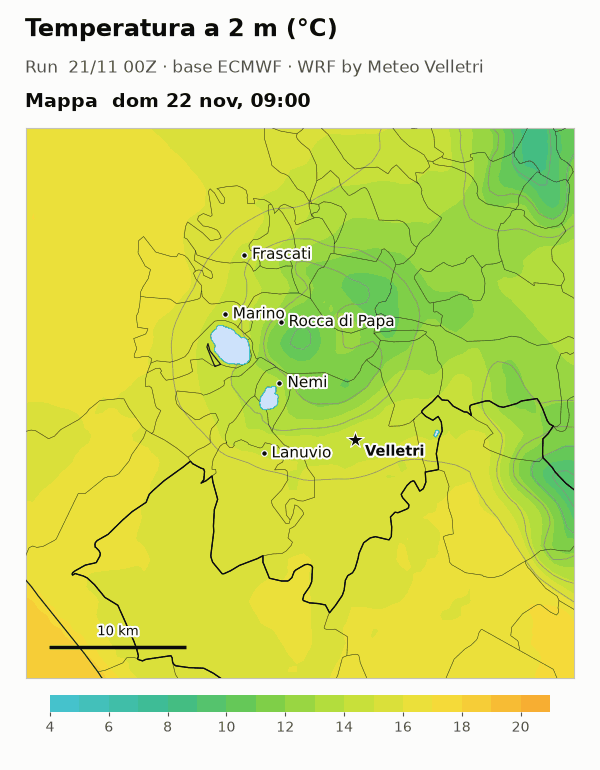 Temperatura a 2 m (°C)
Run  21/11 00Z · base ECMWF · WRF by Meteo Velletri
Mappa  dom 22 nov, 09:00
Frascati
Marino
Rocca di Papa
Nemi
Velletri
Lanuvio
10 km
4 6 8 10 12 14 16 18 20